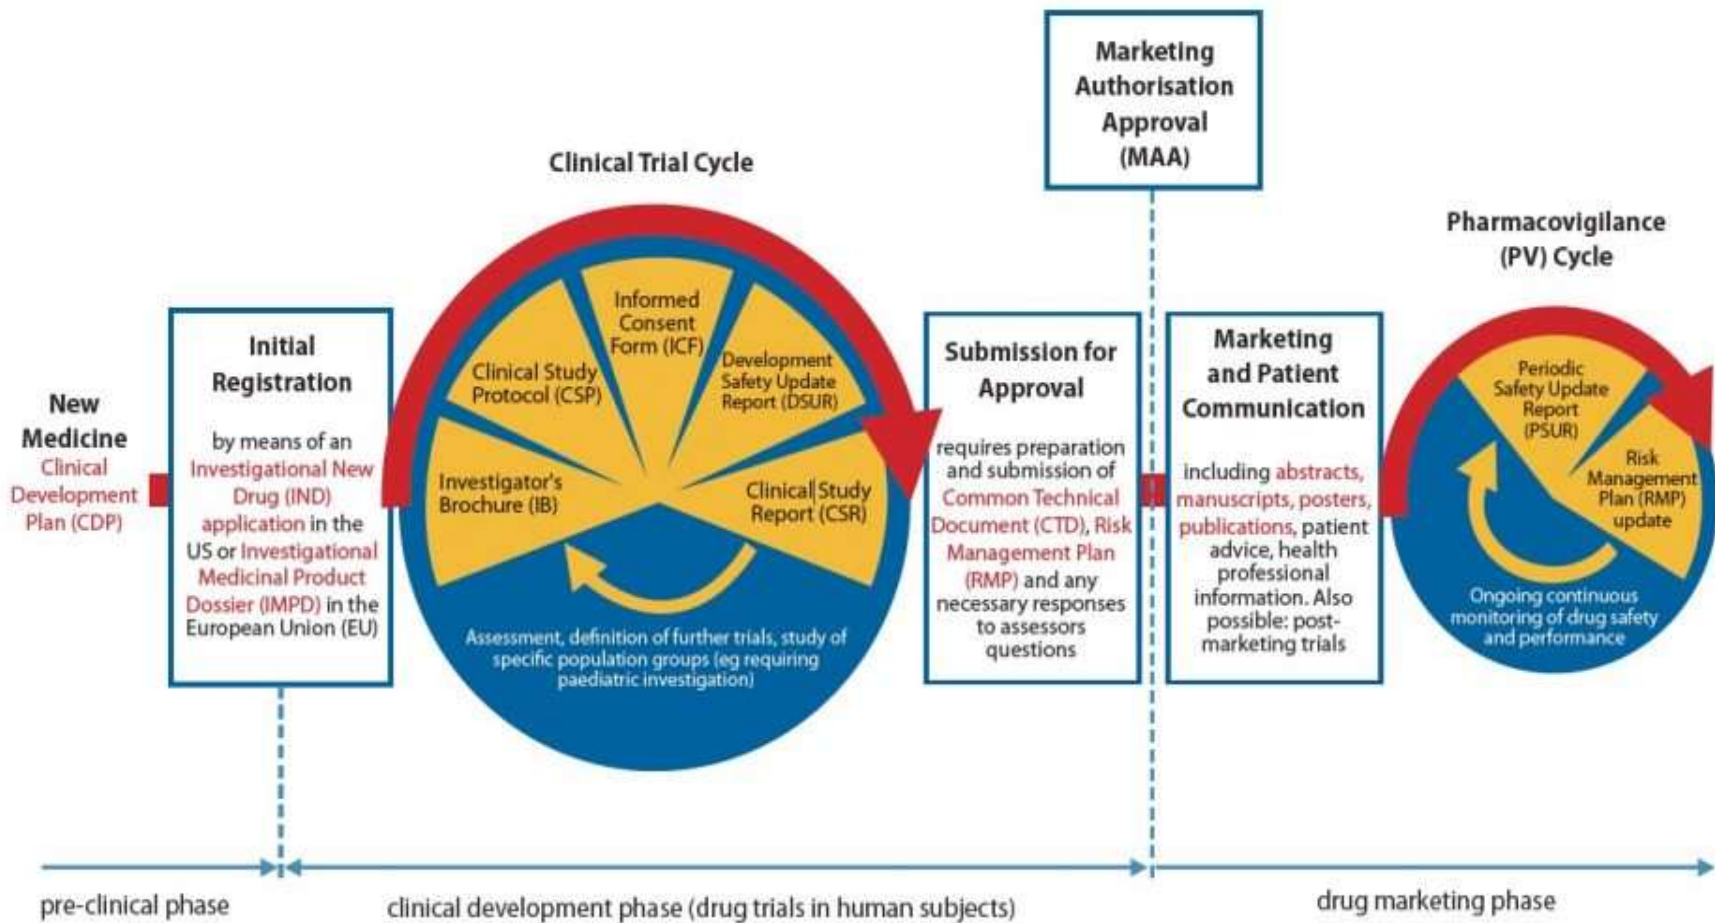 New
Medicine
Clinical
Development
Plan (CDP)
Initial
Registration
by means of an
Investigational New
Drug (IND)
application in the
US or Investigational
Medicinal Product
Dossier (IMPD) in the
European Union (EU)
Clinical Trial Cycle
Investigator's
Brochure (IB)
Clinical Study
Protocol (CSP)
Informed
Consent
Form (ICF)
Development
Safety Update
Report (DSUR)
Clinical Study
Report (CSR)
Assessment, definition of further trials, study of
specific population groups (eg requiring
paediatric investigation)
Submission for
Approval
requires preparation
and submission of
Common Technical
Document (CTD), Risk
Management Plan
(RMP) and any
necessary responses
to assessors
questions
Marketing
Authorisation
Approval
(MAA)
Marketing
and Patient
Communication
including abstracts,
manuscripts, posters,
publications, patient
advice, health
professional
information. Also
possible: post-
marketing trials
Pharmacovigilance
(PV) Cycle
Periodic
Safety Update
Report
(PSUR)
Risk
Management
Plan (RMP)
update
Ongoing continuous
monitoring of drug safety
and performance
pre-clinical phase
clinical development phase (drug trials in human subjects)
drug marketing phase